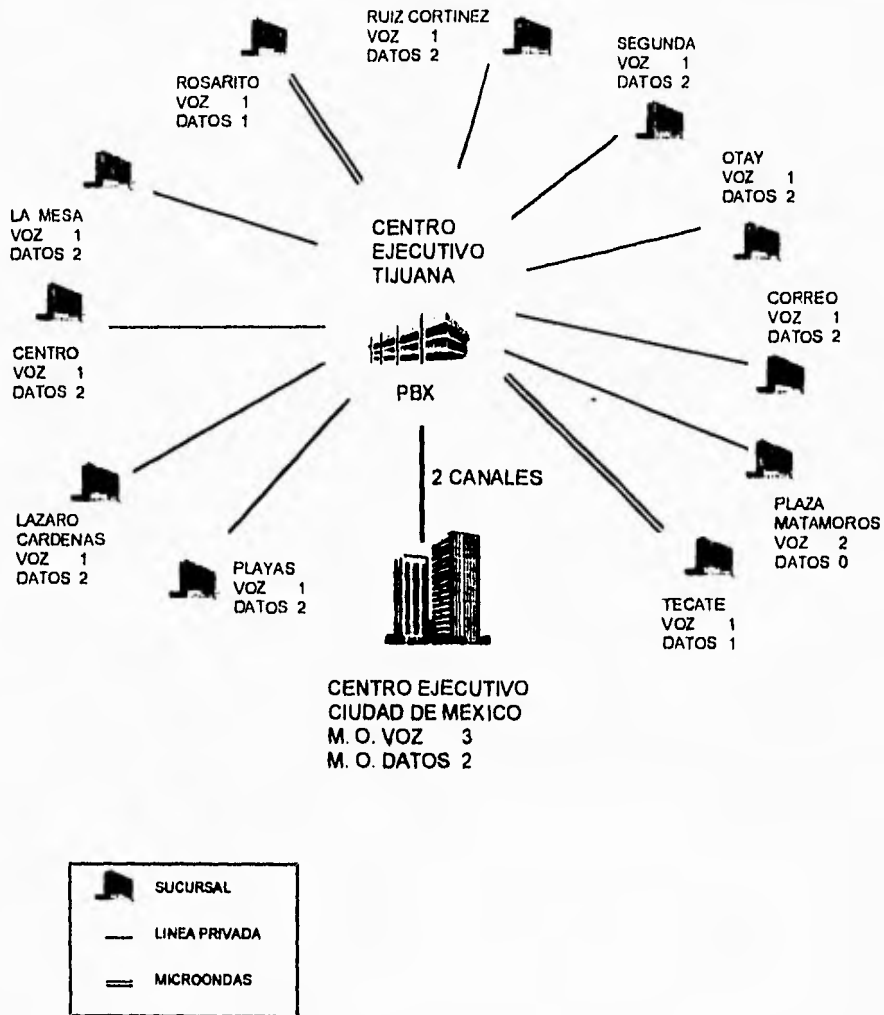 RUIZ CORTINEZ
VOZ 1
DATOS 2
SEGUNDA
VOZ 1
DATOS 2
ROSARITO
VOZ 1
DATOS 1
OTAY
VOZ 1
DATOS 2
LA MESA
VOZ 1
DATOS 2
CENTRO
EJECUTIVO
TIJUANA
PBX
CORREO
VOZ 1
DATOS 2
CENTRO
VOZ 1
DATOS 2
2 CANALES
PLAZA
MATAMOROS
VOZ 2
DATOS 0
LAZARO
CARDENAS
VOZ 1
DATOS 2
PLAYAS
VOZ 1
DATOS 2
TECATE
VOZ 1
DATOS 1
CENTRO EJECUTIVO
CIUDAD DE MEXICO
M. O. VOZ 3
M. O. DATOS 2
SUCURSAL
LINEA PRIVADA
MICROONDAS